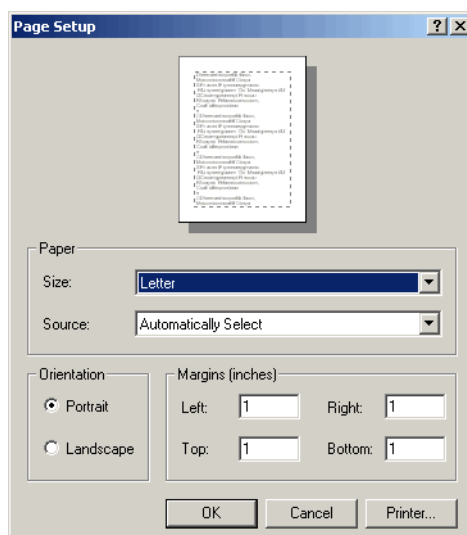 Page Setup
Paper
Size: Letter
Source: Automatically Select
Orientation
Portrait
Landscape
Margins (inches)
Left: 1 Right: 1
Top: 1 Bottom: 1
OK Cancel Printer...